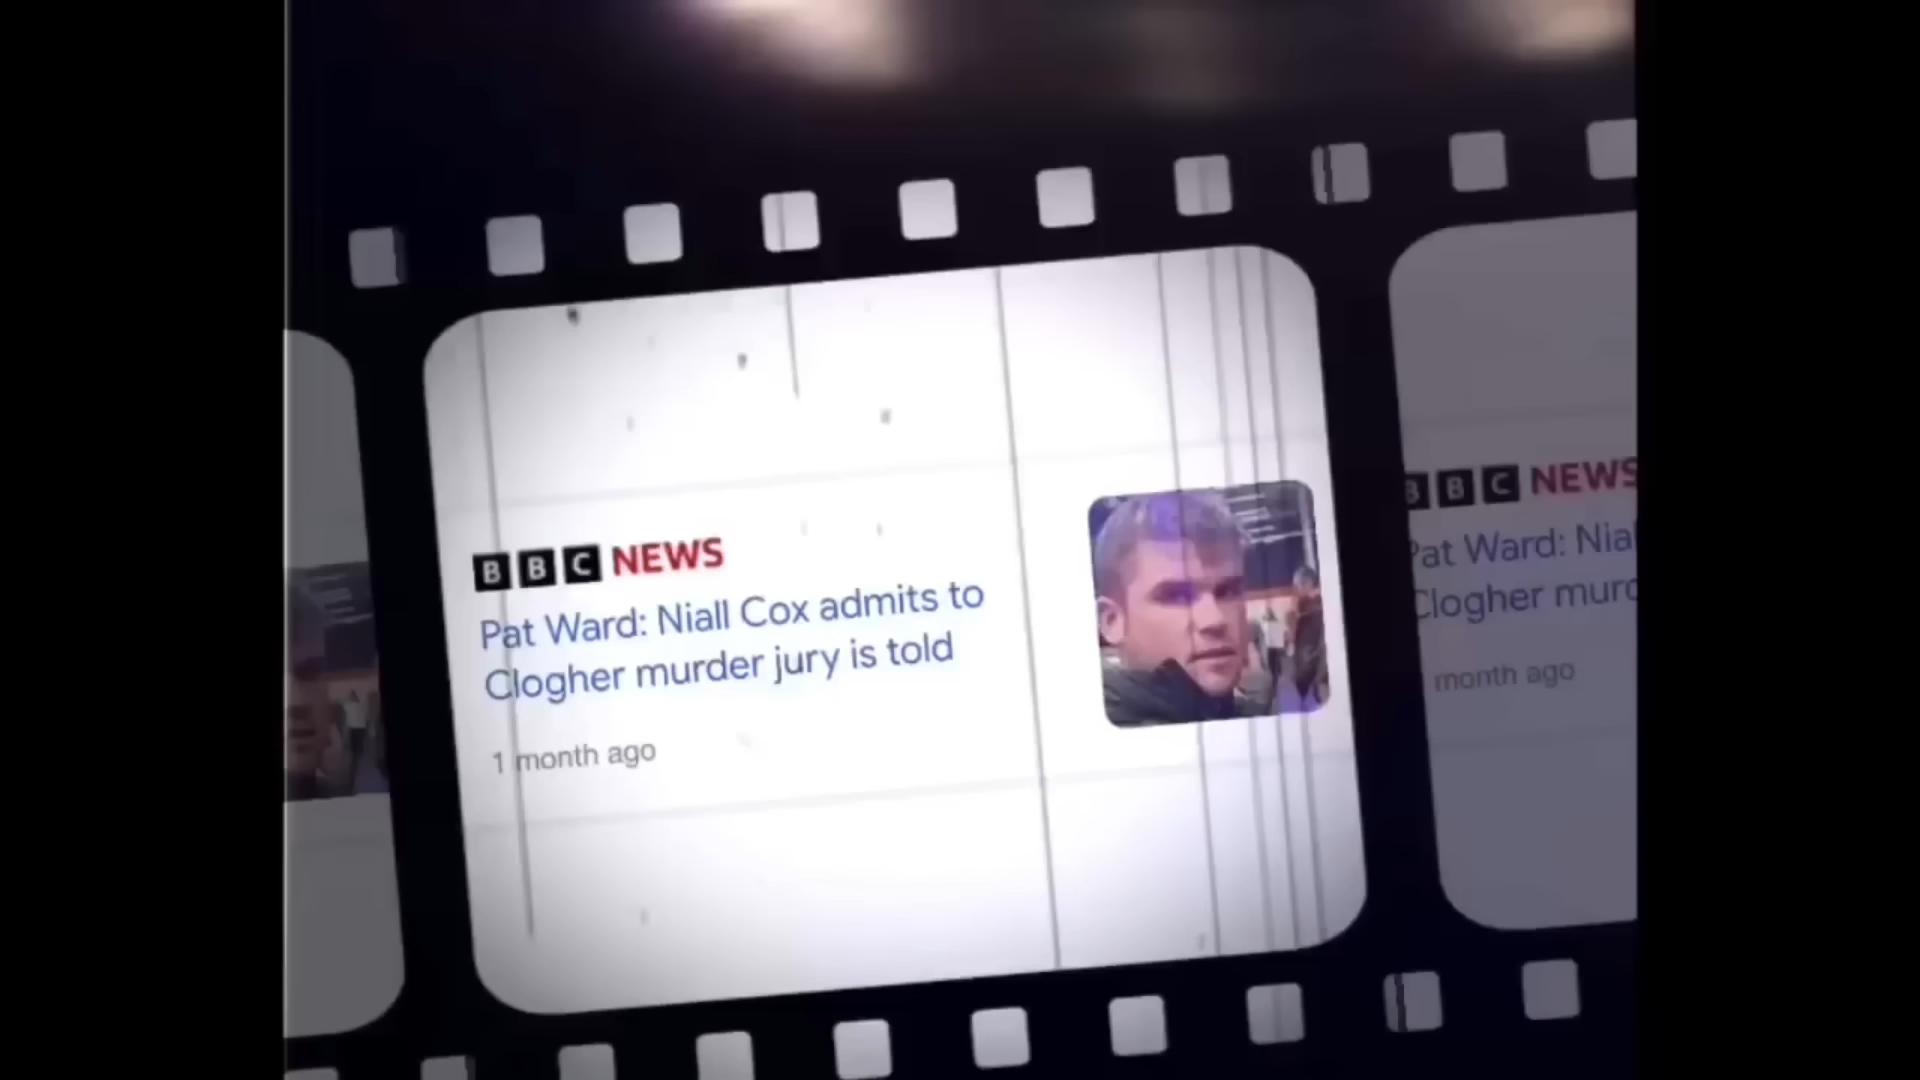 BBC NEWS
Pat Ward: Niall Cox admits to
Clogher murder jury is told
1 month ago
BBC NEWS
Pat Ward: Nial
Clogher murd
month ago